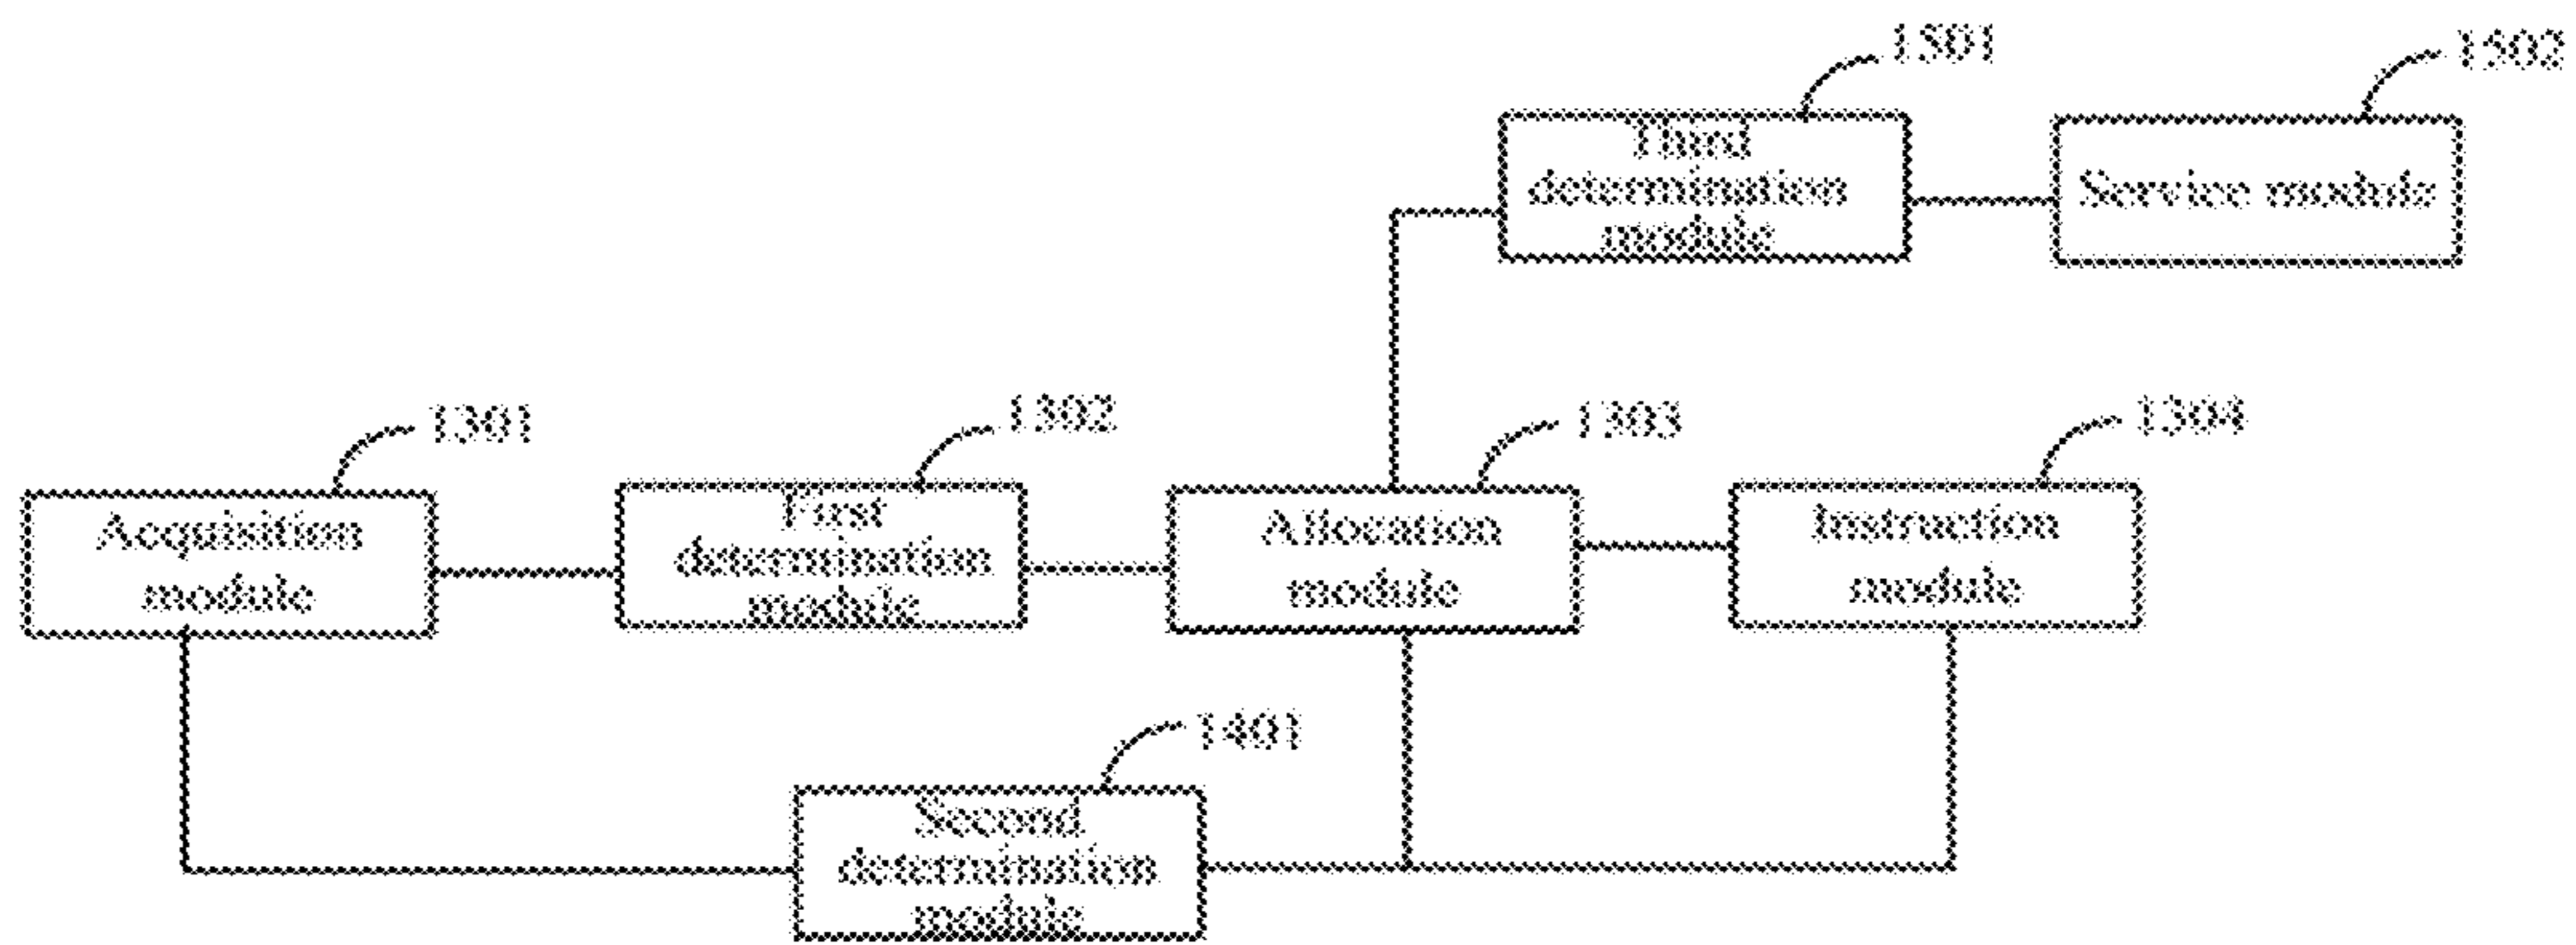 1501
1502
Third
determination
module
Service module
1301
1302
1303
1304
Acquisition
module
First
determination
module
Allocation
module
Instruction
module
1401
Second
determination
module